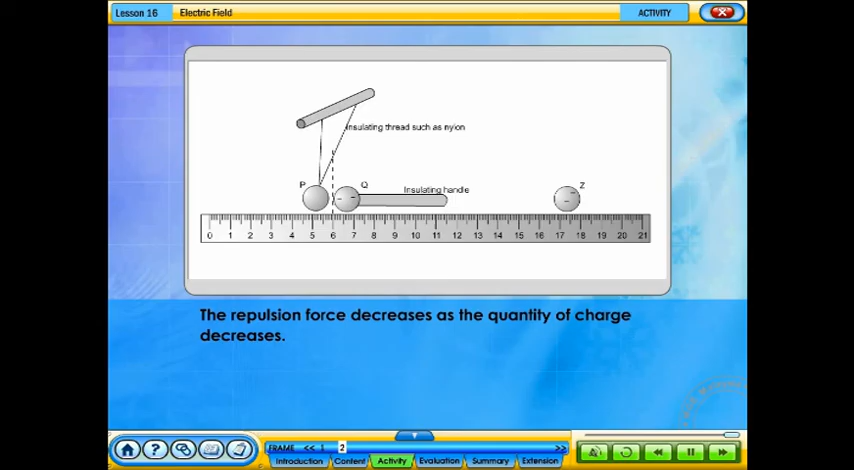 Lesson 16 Electric Field ACTIVITY
Insulating thread such as nylon
P Q Insulating handle Z
0 1 2 3 4 5 6 7 8 9 10 11 12 13 14 15 16 17 18 19 20 21
The repulsion force decreases as the quantity of charge
decreases.
FRAME << 1 2 >>
Introduction Content Activity Evaluation Summary Extension